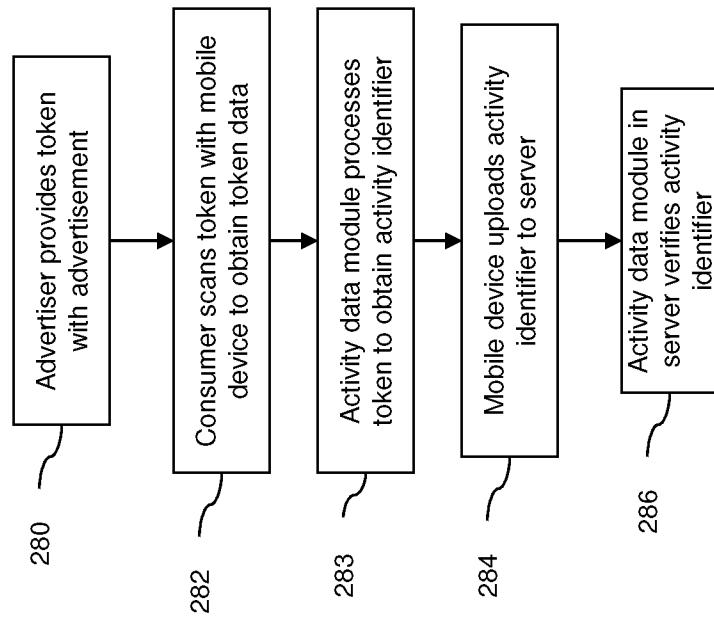 Advertiser provides token
with advertisement
280
Consumer scans token with mobile
device to obtain token data
282
Activity data module processes
token to obtain activity identifier
283
Mobile device uploads activity
identifier to server
284
Activity data module in
server verifies activity
identifier
286